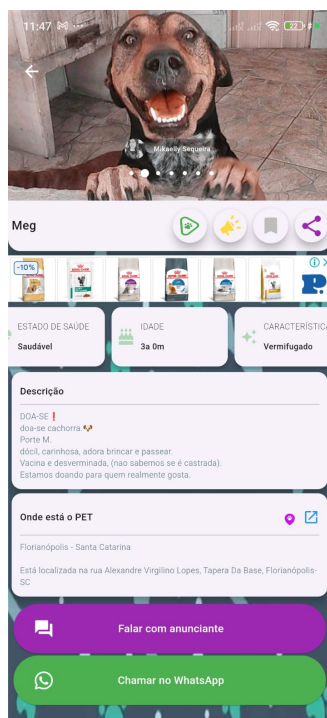 11:47
22
Mikaelly Sequeira
Meg
-10%
ESTADO DE SAÚDE
Saudável
IDADE
3a 0m
CARACTERÍSTICA
Vermifugado
Descrição
DOA-SE❗
doa-se cachorra.🐶
Porte M.
dócil, carinhosa, adora brincar e passear.
Vacina e desverminada, (nao sabemos se é castrada).
Estamos doando para quem realmente gosta.
Onde está o PET
Florianópolis - Santa Catarina
Está localizada na rua Alexandre Virgilino Lopes, Tapera Da Base, Florianópolis-
SC
Falar com anunciante
Chamar no WhatsApp